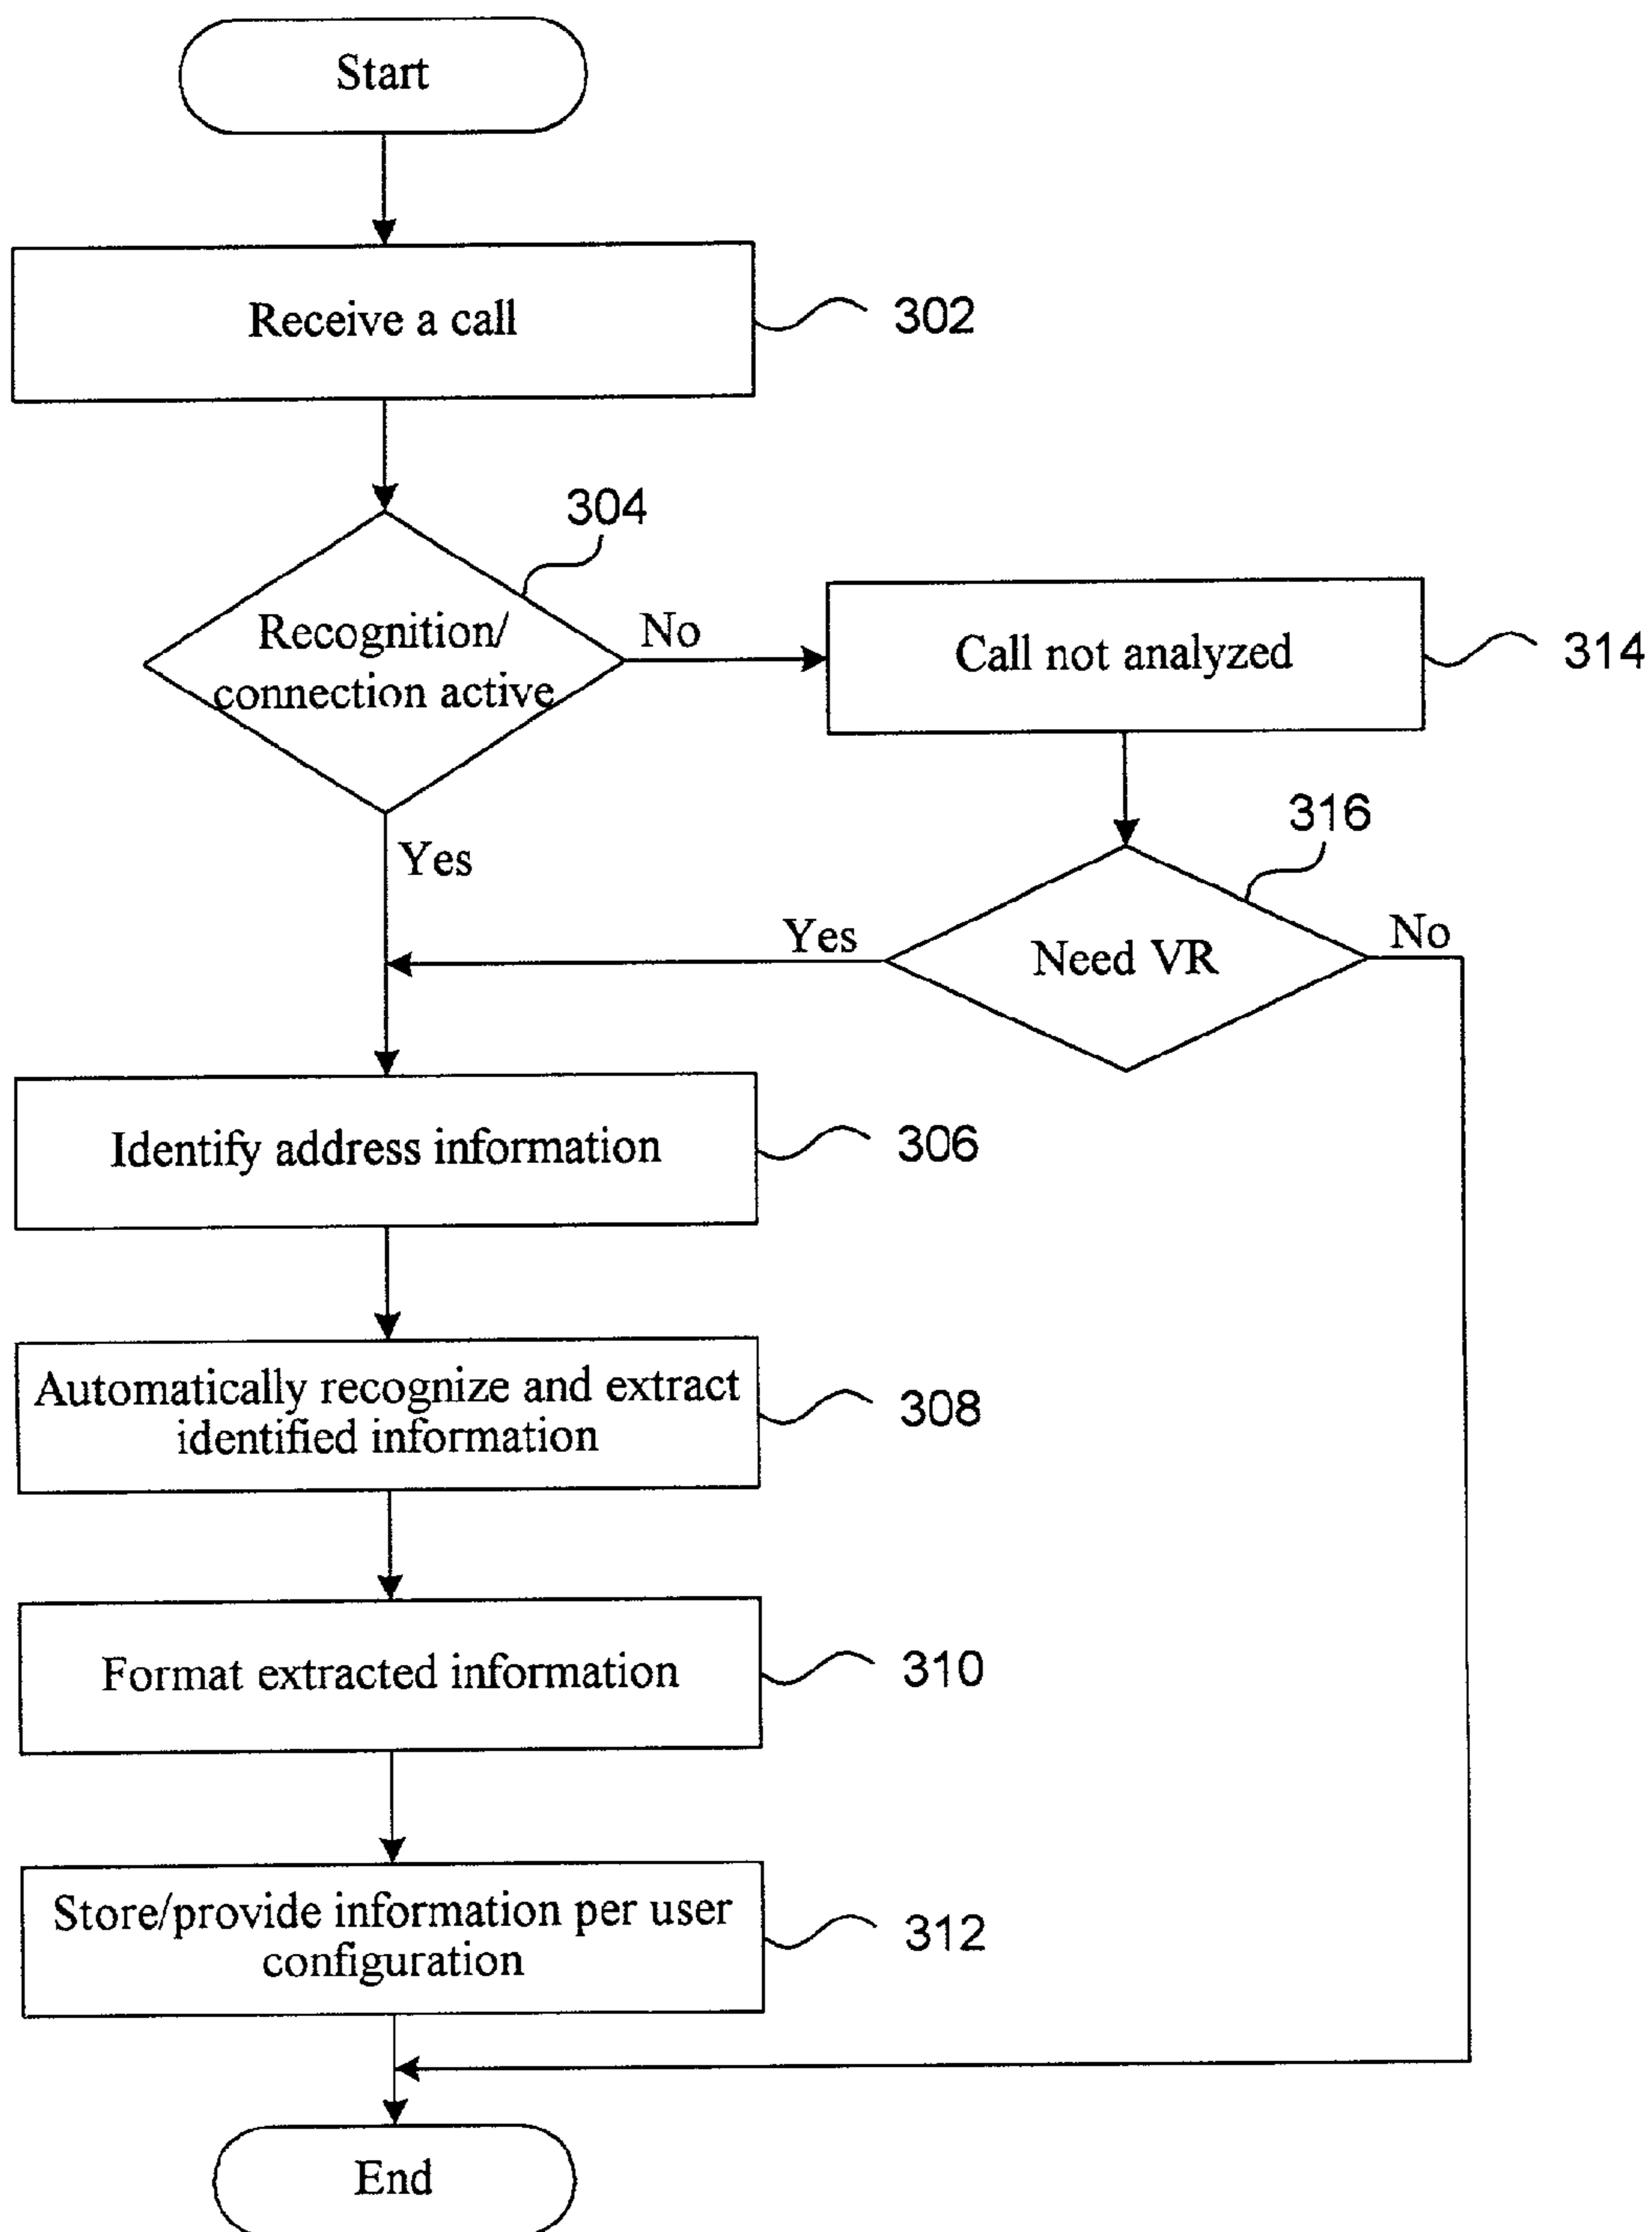 Start
Receive a call
302
304
Recognition/
connection active
No
Call not analyzed
314
Yes
316
Yes
Need VR
No
Identify address information
306
Automatically recognize and extract
identified information
308
Format extracted information
310
Store/provide information per user
configuration
312
End